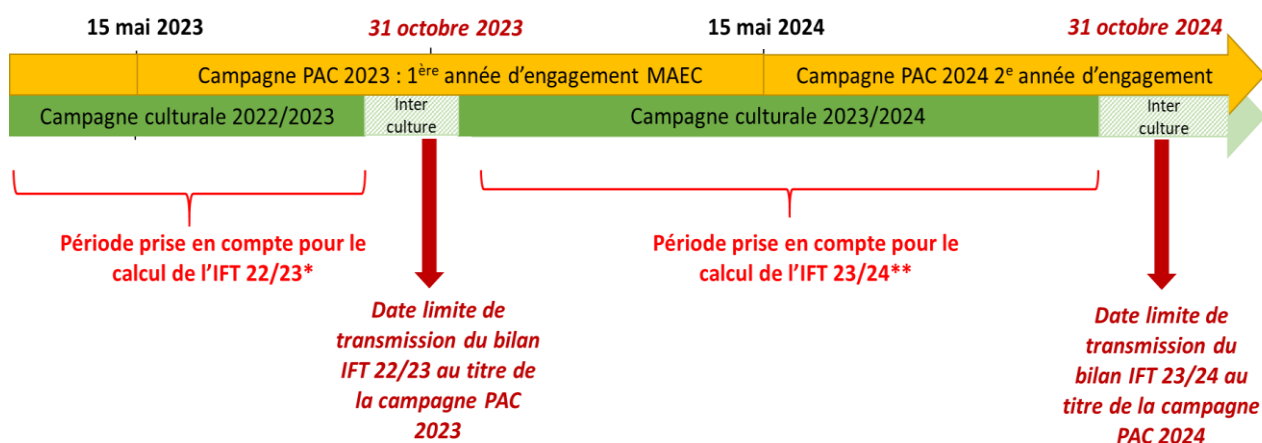 15 mai 2023
31 octobre 2023
15 mai 2024
31 octobre 2024
Campagne PAC 2023 : 1ère année d’engagement MAEC
Campagne PAC 2024 2e année d’engagement
Campagne culturale 2022/2023
Inter
culture
Campagne culturale 2023/2024
Inter
culture
Période prise en compte pour le
calcul de l’IFT 22/23*
Période prise en compte pour le
calcul de l’IFT 23/24**
Date limite de
transmission du bilan
IFT 22/23 au titre de
la campagne PAC
2023
Date limite de
transmission du
bilan IFT 23/24 au
titre de la campagne
PAC 2024